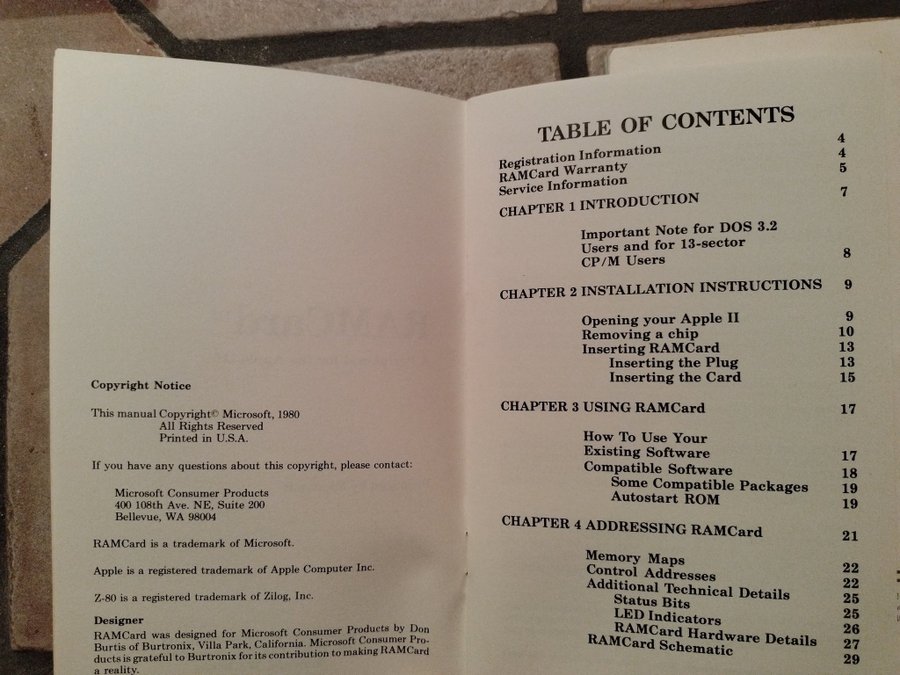 Copyright Notice
This manual Copyright© Microsoft, 1980
All Rights Reserved
Printed in U.S.A.
If you have any questions about this copyright, please contact:
Microsoft Consumer Products
400 108th Ave. NE, Suite 200
Bellevue, WA 98004
RAMCard is a trademark of Microsoft.
Apple is a registered trademark of Apple Computer Inc.
Z-80 is a registered trademark of Zilog, Inc.
Designer
RAMCard was designed for Microsoft Consumer Products by Don
Burtis of Burtronix, Villa Park, California. Microsoft Consumer Pro-
ducts is grateful to Burtronix for its contribution to making RAMCard
a reality.
TABLE OF CONTENTS
Registration Information 4
RAMCard Warranty 4
Service Information 5
CHAPTER 1 INTRODUCTION 7
Important Note for DOS 3.2
Users and for 13-sector
CP/M Users 8
CHAPTER 2 INSTALLATION INSTRUCTIONS 9
Opening your Apple II 9
Removing a chip 10
Inserting RAMCard 13
Inserting the Plug 13
Inserting the Card 15
CHAPTER 3 USING RAMCard 17
How To Use Your
Existing Software 17
Compatible Software 18
Some Compatible Packages 19
Autostart ROM 19
CHAPTER 4 ADDRESSING RAMCard 21
Memory Maps 22
Control Addresses 22
Additional Technical Details 25
Status Bits 25
LED Indicators 26
RAMCard Hardware Details 27
RAMCard Schematic 29